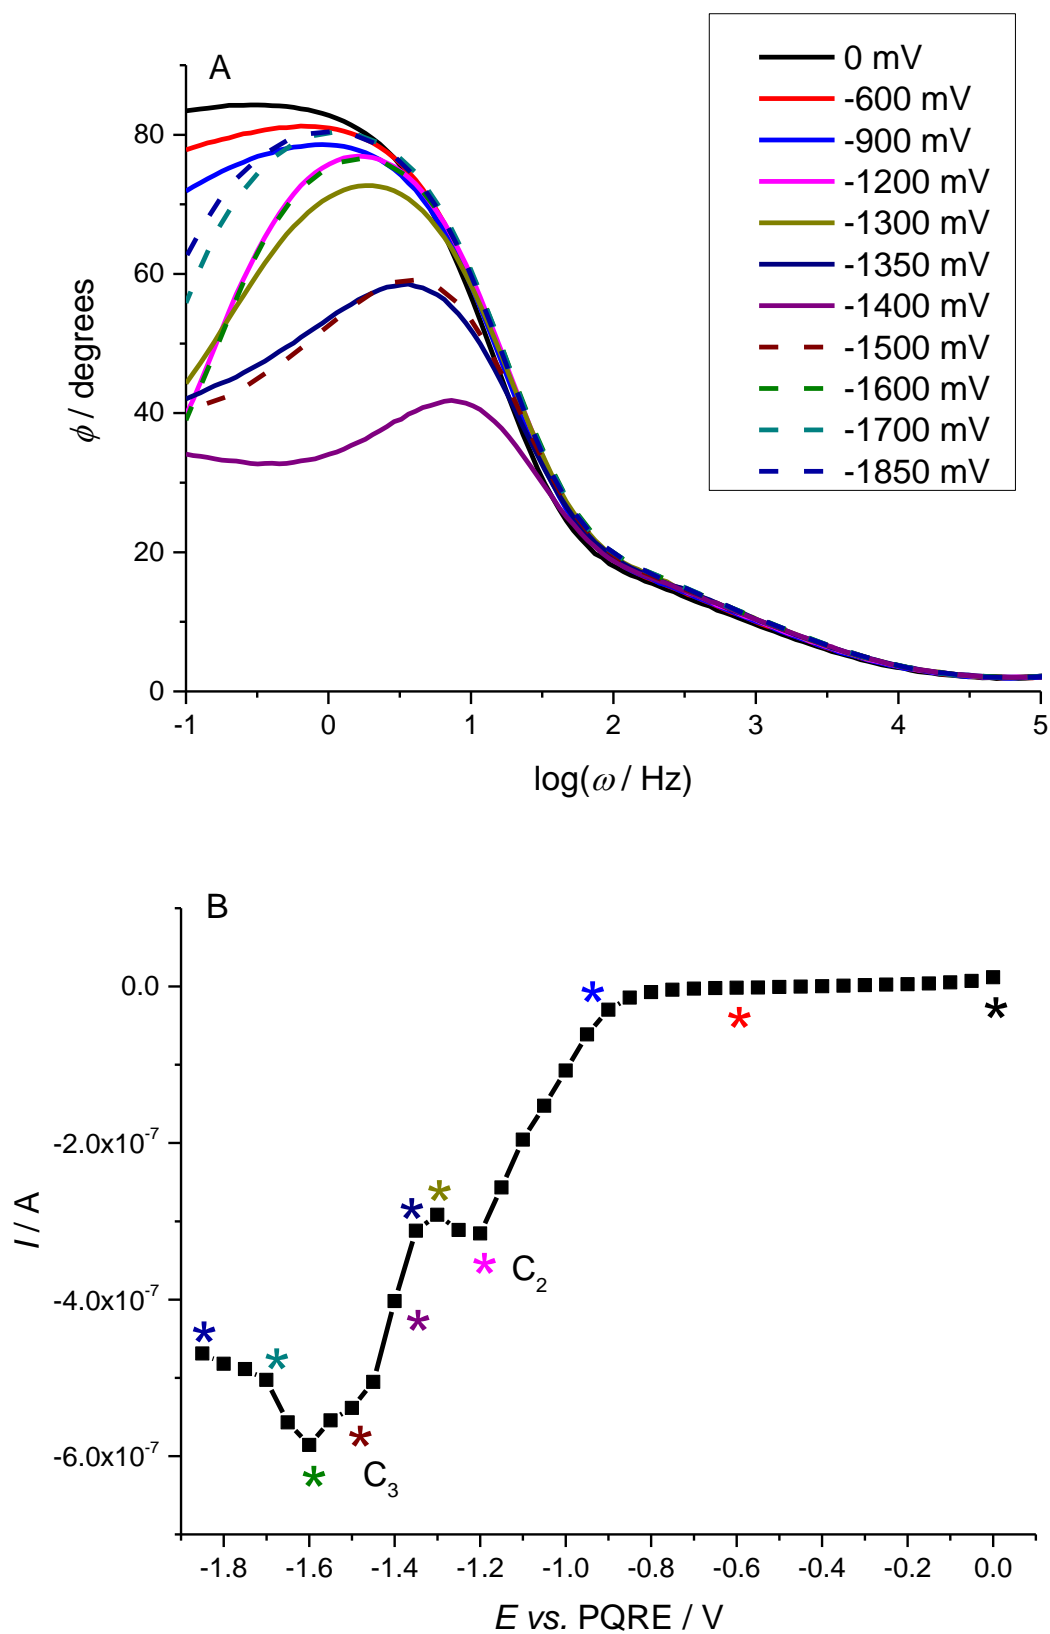 A
0 mV
-600 mV
-900 mV
-1200 mV
-1300 mV
-1350 mV
-1400 mV
-1500 mV
-1600 mV
-1700 mV
-1850 mV
80
60
40
20
0
ϕ / degrees
-1 0 1 2 3 4 5
log(ω / Hz)
B
0.0
-2.0x10⁻⁷
-4.0x10⁻⁷
-6.0x10⁻⁷
I / A
C₂
C₃
-1.8 -1.6 -1.4 -1.2 -1.0 -0.8 -0.6 -0.4 -0.2 0.0
E vs. PQRE / V